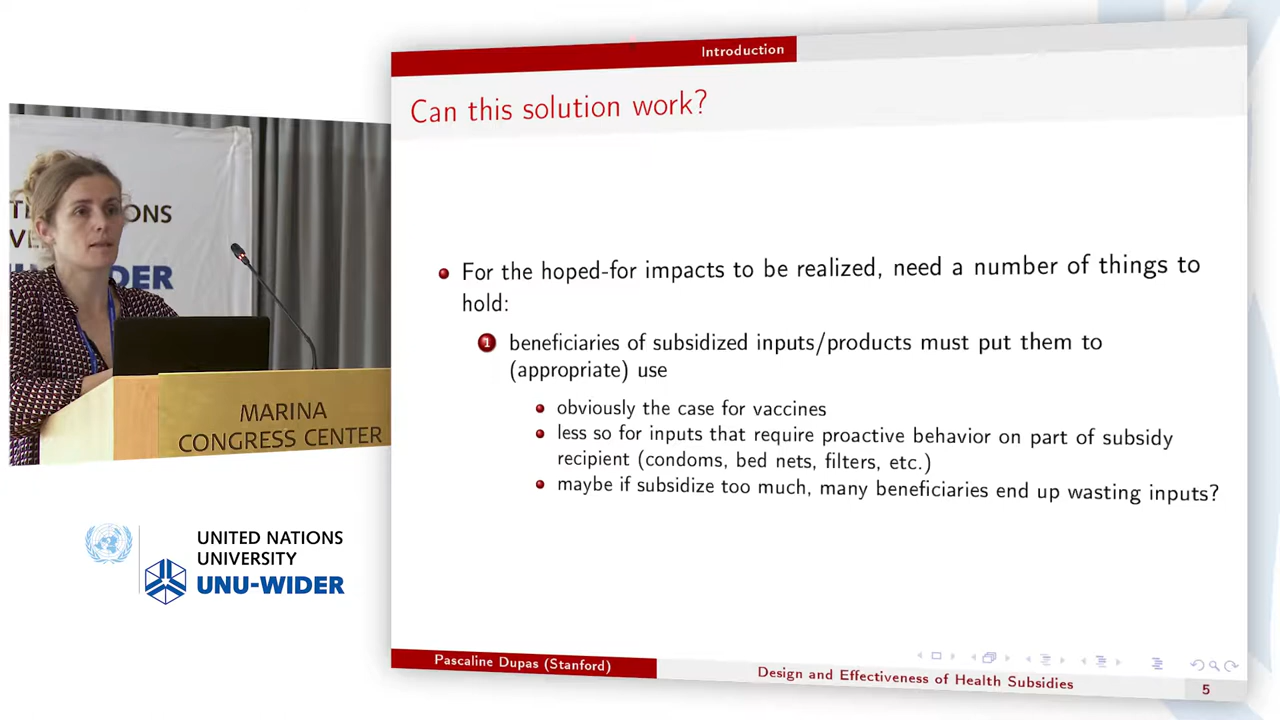 Introduction
Can this solution work?
For the hoped-for impacts to be realized, need a number of things to
hold:
1 beneficiaries of subsidized inputs/products must put them to
(appropriate) use
obviously the case for vaccines
less so for inputs that require proactive behavior on part of subsidy
recipient (condoms, bed nets, filters, etc.)
maybe if subsidize too much, many beneficiaries end up wasting inputs?
Pascaline Dupas (Stanford)
Design and Effectiveness of Health Subsidies
5
ONS
WIDER
MARINA
CONGRESS CENTER
UNITED NATIONS
UNIVERSITY
UNU-WIDER